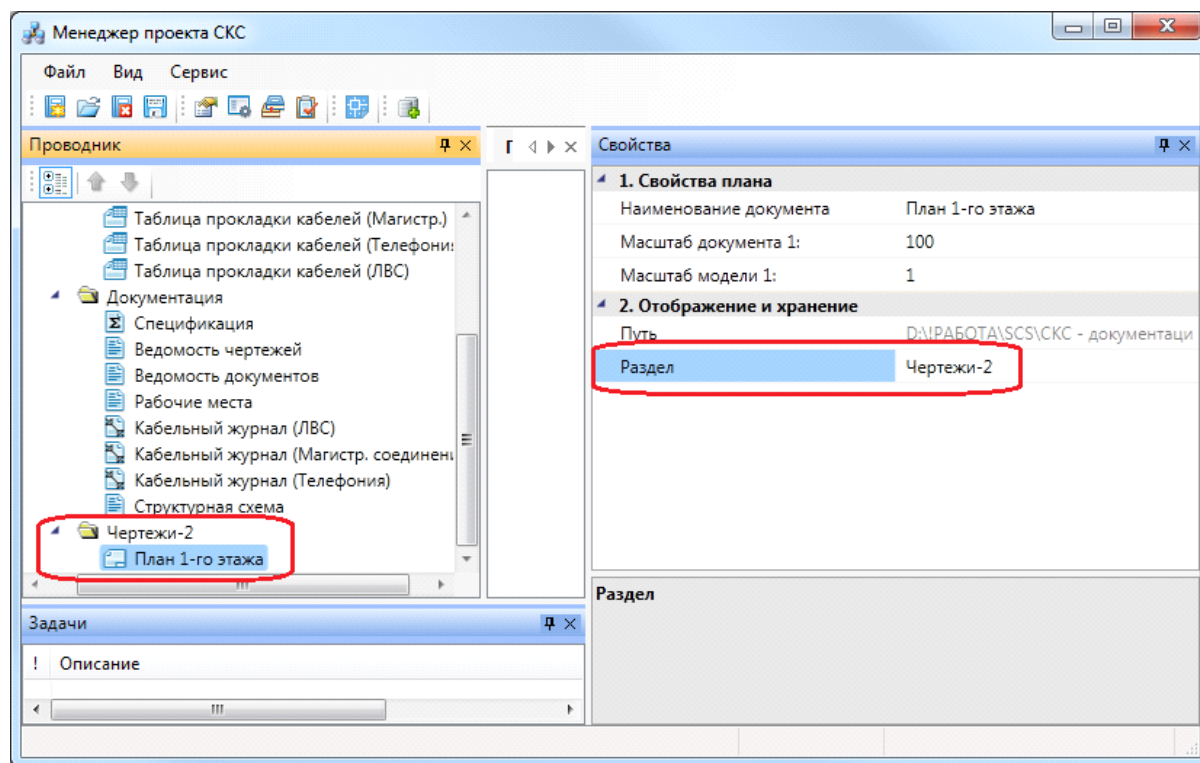 Менеджер проекта СКС
Файл Вид Сервис
Проводник
Таблица прокладки кабелей (Магистр.)
Таблица прокладки кабелей (Телефони
Таблица прокладки кабелей (ЛВС)
Документация
Спецификация
Ведомость чертежей
Ведомость документов
Рабочие места
Кабельный журнал (ЛВС)
Кабельный журнал (Магистр. соединен
Кабельный журнал (Телефония)
Структурная схема
Чертежи-2
План 1-го этажа
Задачи
! Описание
Свойства
1. Свойства плана
Наименование документа План 1-го этажа
Масштаб документа 1: 100
Масштаб модели 1: 1
2. Отображение и хранение
Путь D:\!РАБОТА\SCS\СКС - документаци
Раздел Чертежи-2
Раздел